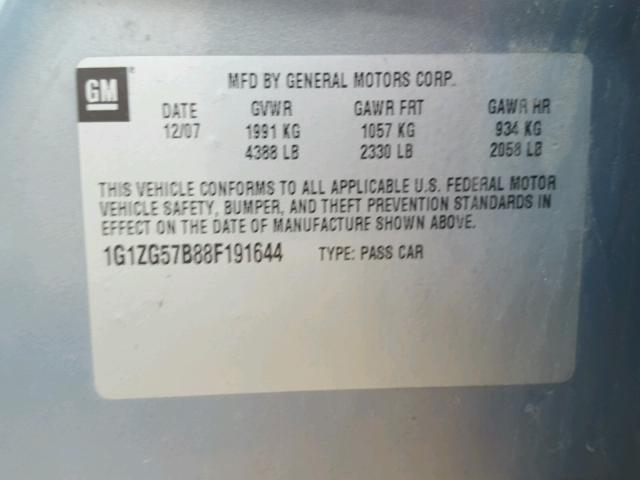 GM ®
MFD BY GENERAL MOTORS CORP.
DATE GVWR GAWR FRT GAWR RR
12/07 1991 KG 1057 KG 934 KG
4388 LB 2330 LB 2058 LB
THIS VEHICLE CONFORMS TO ALL APPLICABLE U.S. FEDERAL MOTOR
VEHICLE SAFETY, BUMPER, AND THEFT PREVENTION STANDARDS IN
EFFECT ON THE DATE OF MANUFACTURE SHOWN ABOVE.
1G1ZG57B88F191644 TYPE: PASS CAR